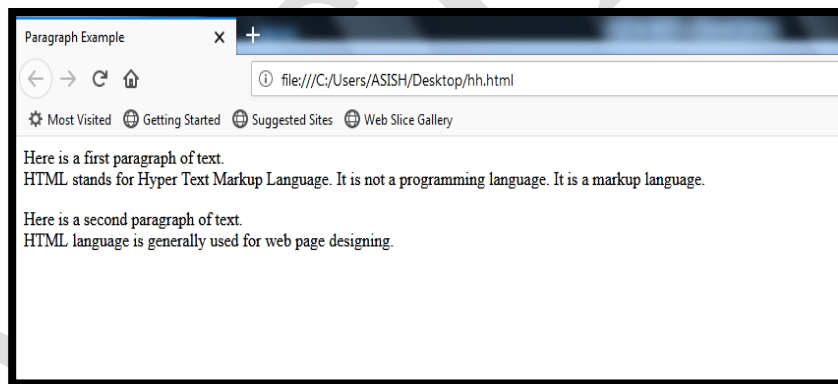 Paragraph Example
file:///C:/Users/ASISH/Desktop/hh.html
Most Visited Getting Started Suggested Sites Web Slice Gallery
Here is a first paragraph of text.
HTML stands for Hyper Text Markup Language. It is not a programming language. It is a markup language.
Here is a second paragraph of text.
HTML language is generally used for web page designing.